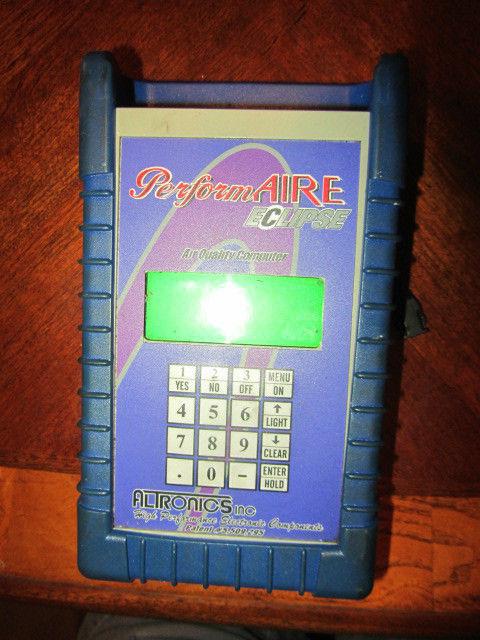 PerformAIRE
ECLIPSE
Air Quality Computer
1 2 3 MENU
YES NO OFF ON
4 5 6 ↑ LIGHT
7 8 9 ↓ CLEAR
. 0 – ENTER HOLD
ALTRONICS INC
High Performance Electronic Components
Patent